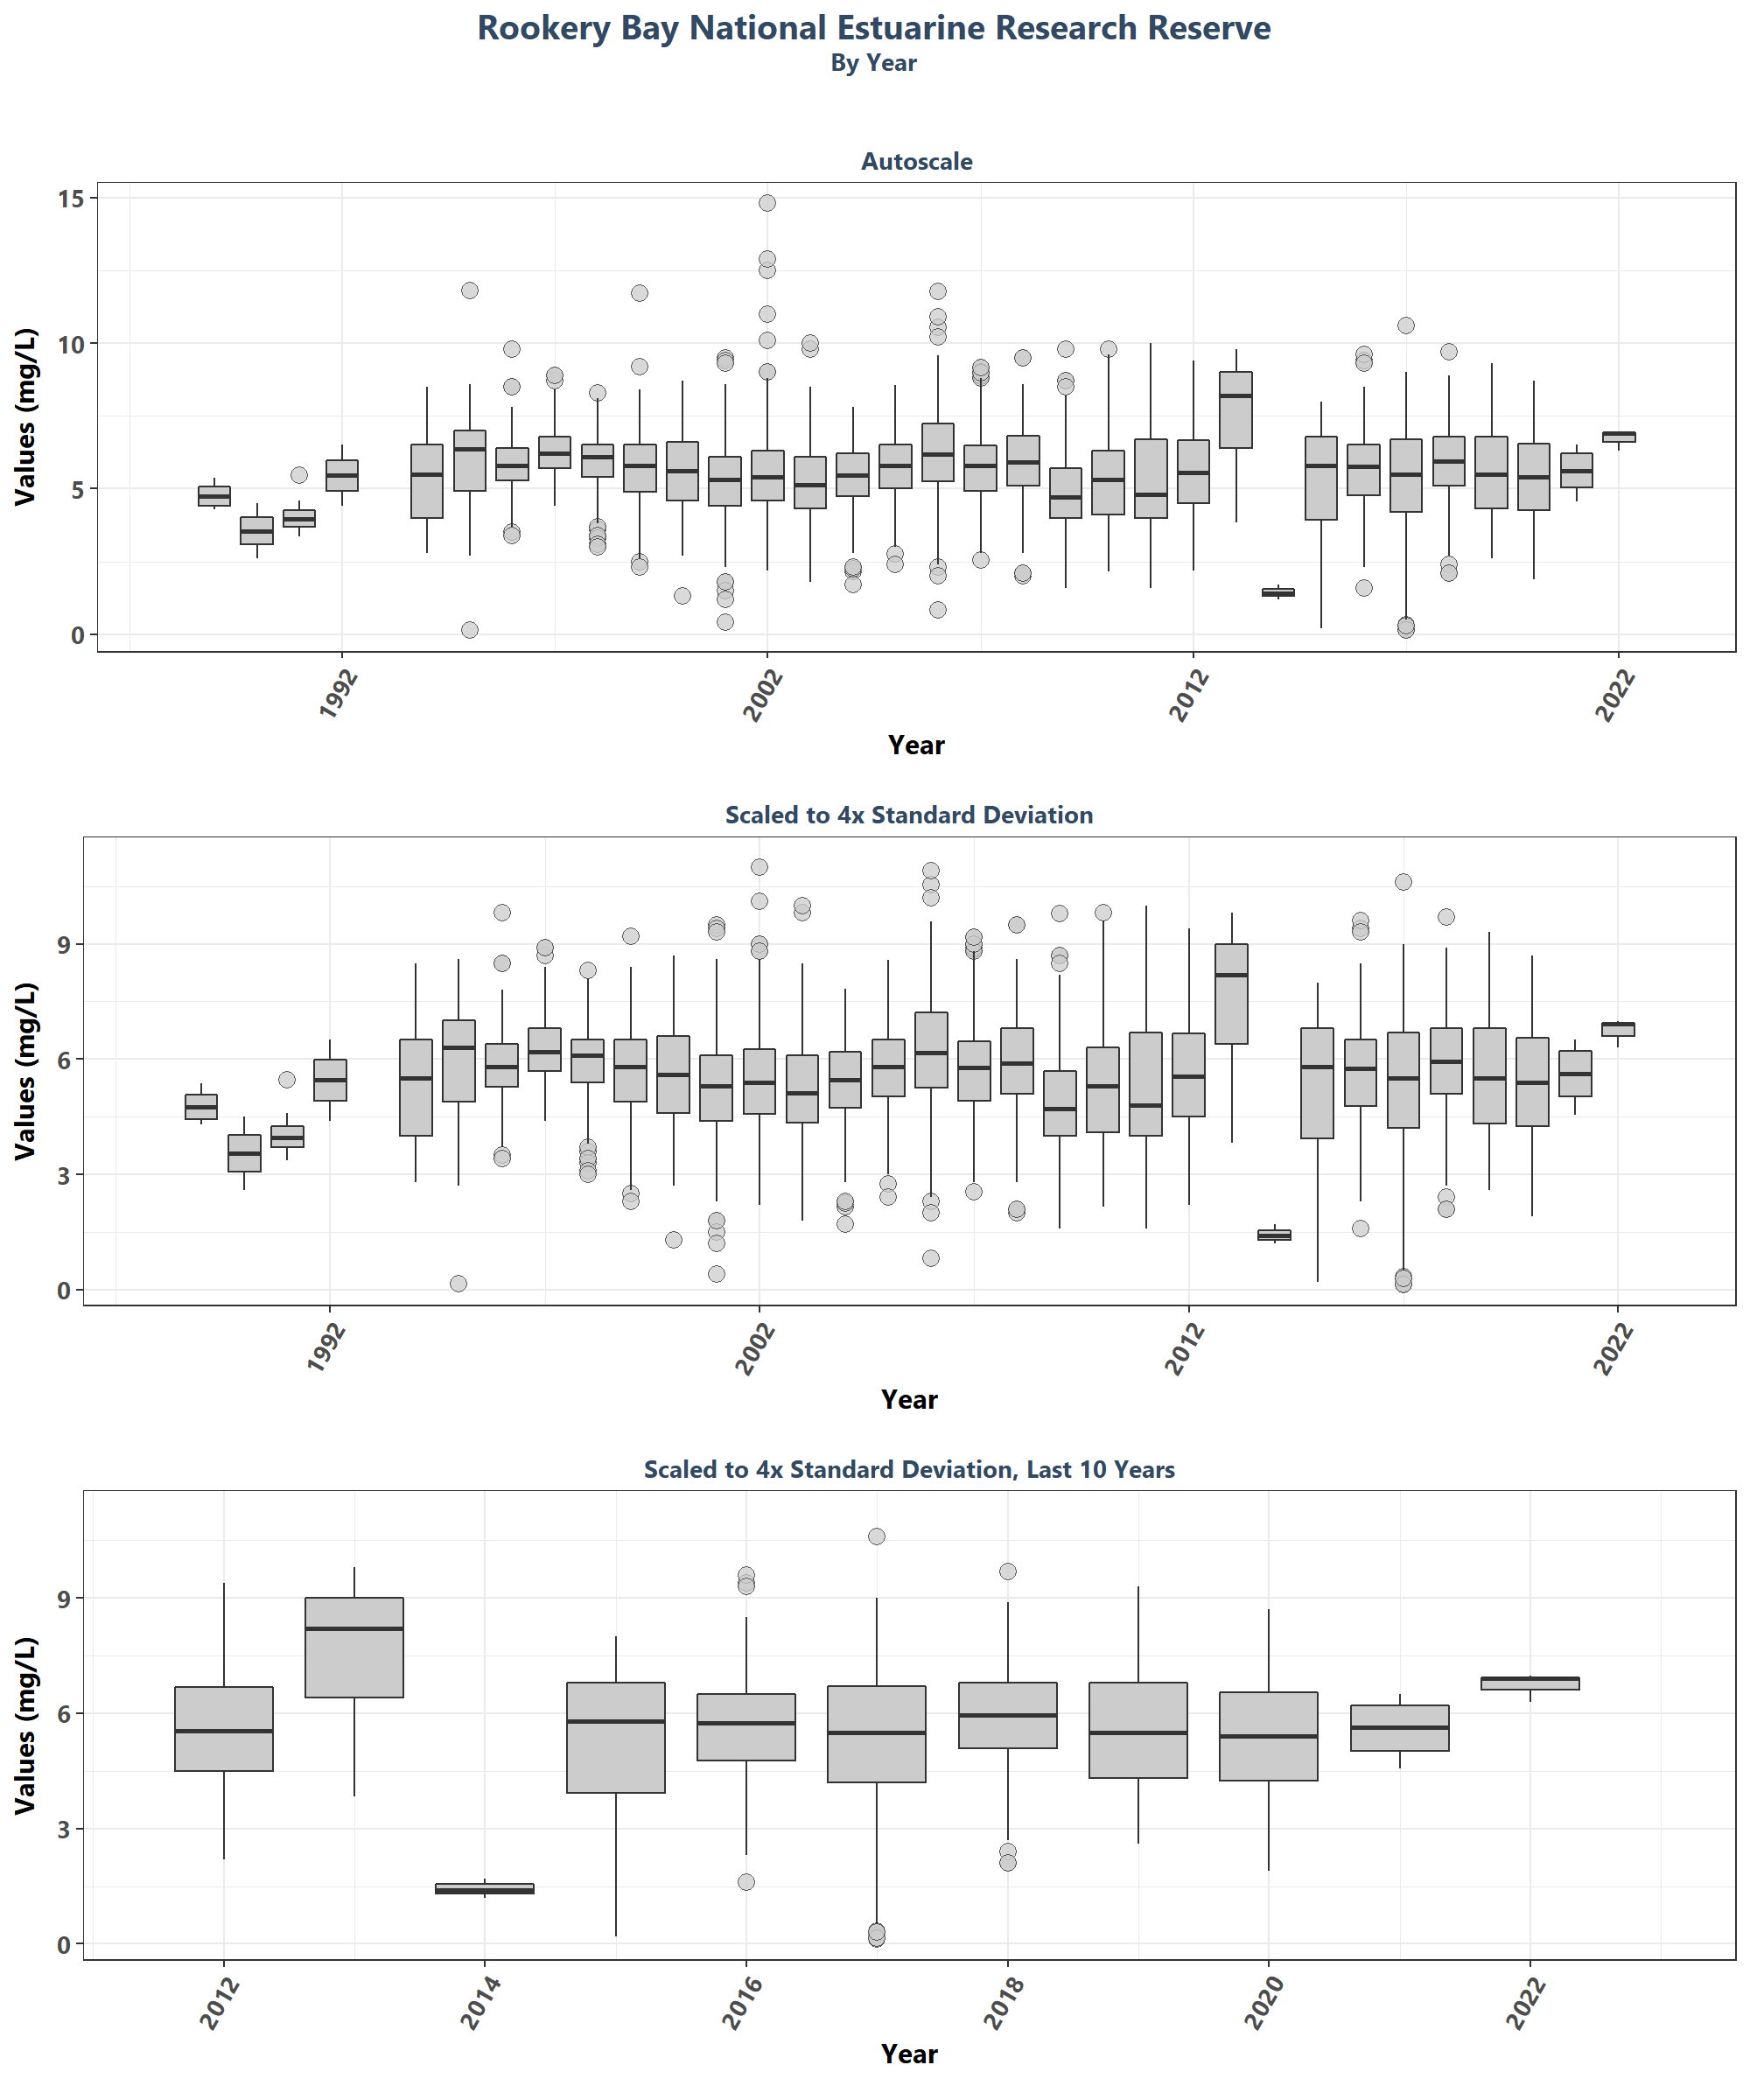 Rookery Bay National Estuarine Research Reserve
By Year
Autoscale
Values (mg/L)
15
10
5
0
1992
2002
2012
2022
Year
Scaled to 4x Standard Deviation
Values (mg/L)
9
6
3
0
1992
2002
2012
2022
Year
Scaled to 4x Standard Deviation, Last 10 Years
Values (mg/L)
9
6
3
0
2012
2014
2016
2018
2020
2022
Year